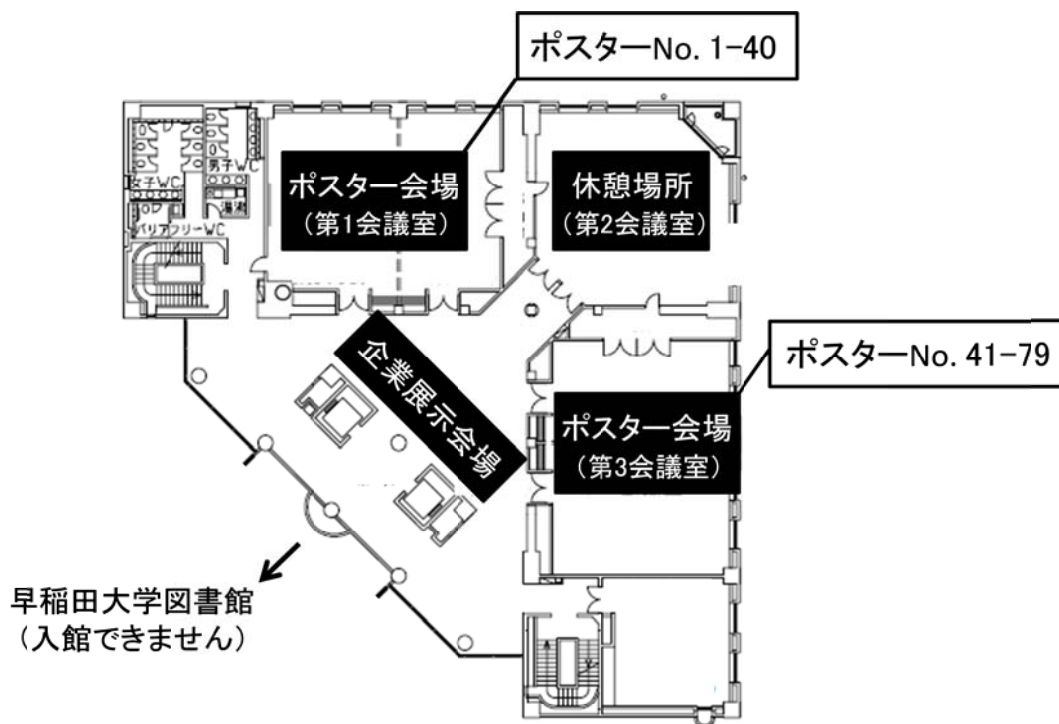 ポスターNo. 1-40
男子WC
女子WC
湯沸
バリアフリーWC
ポスター会場
（第1会議室）
休憩場所
（第2会議室）
企業展示会場
ポスターNo. 41-79
ポスター会場
（第3会議室）
早稲田大学図書館
（入館できません）